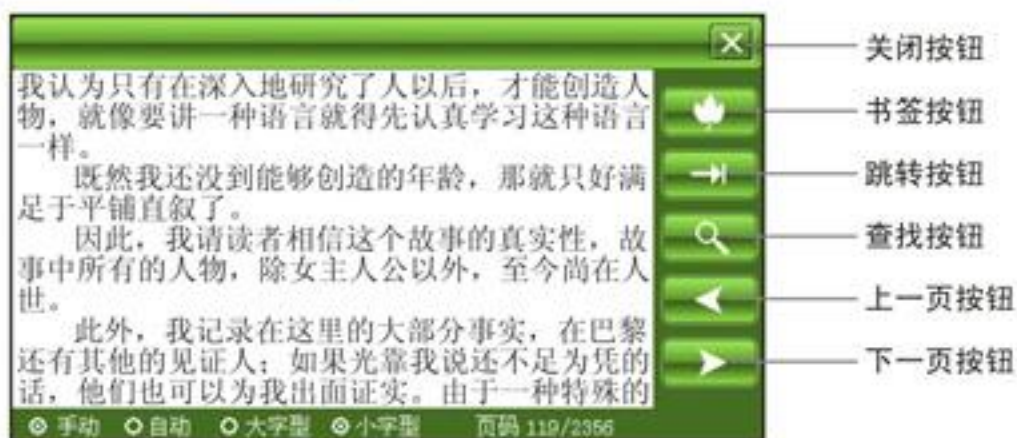 我认为只有在深入地研究了人以后，才能创造人
物，就像要讲一种语言就得先认真学习这种语言
一样。
既然我还没到能够创造的年龄，那就只好满
足于平铺直叙了。
因此，我请读者相信这个故事的真实性，故
事中所有的人物，除女主人公以外，至今尚在人
世。
此外，我记录在这里的大部分事实，在巴黎
还有其他的见证人；如果光靠我说还不足为凭的
话，他们也可以为我出面证实。由于一种特殊的
手动 自动 大字型 小字型 页码 119/2356
关闭按钮
书签按钮
跳转按钮
查找按钮
上一页按钮
下一页按钮